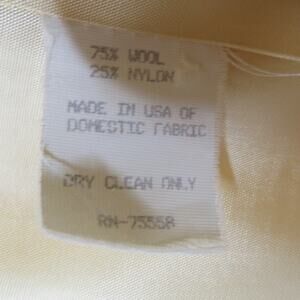 75% WOOL
25% NYLON
MADE IN USA OF
DOMESTIC FABRIC
DRY CLEAN ONLY
RN-75558